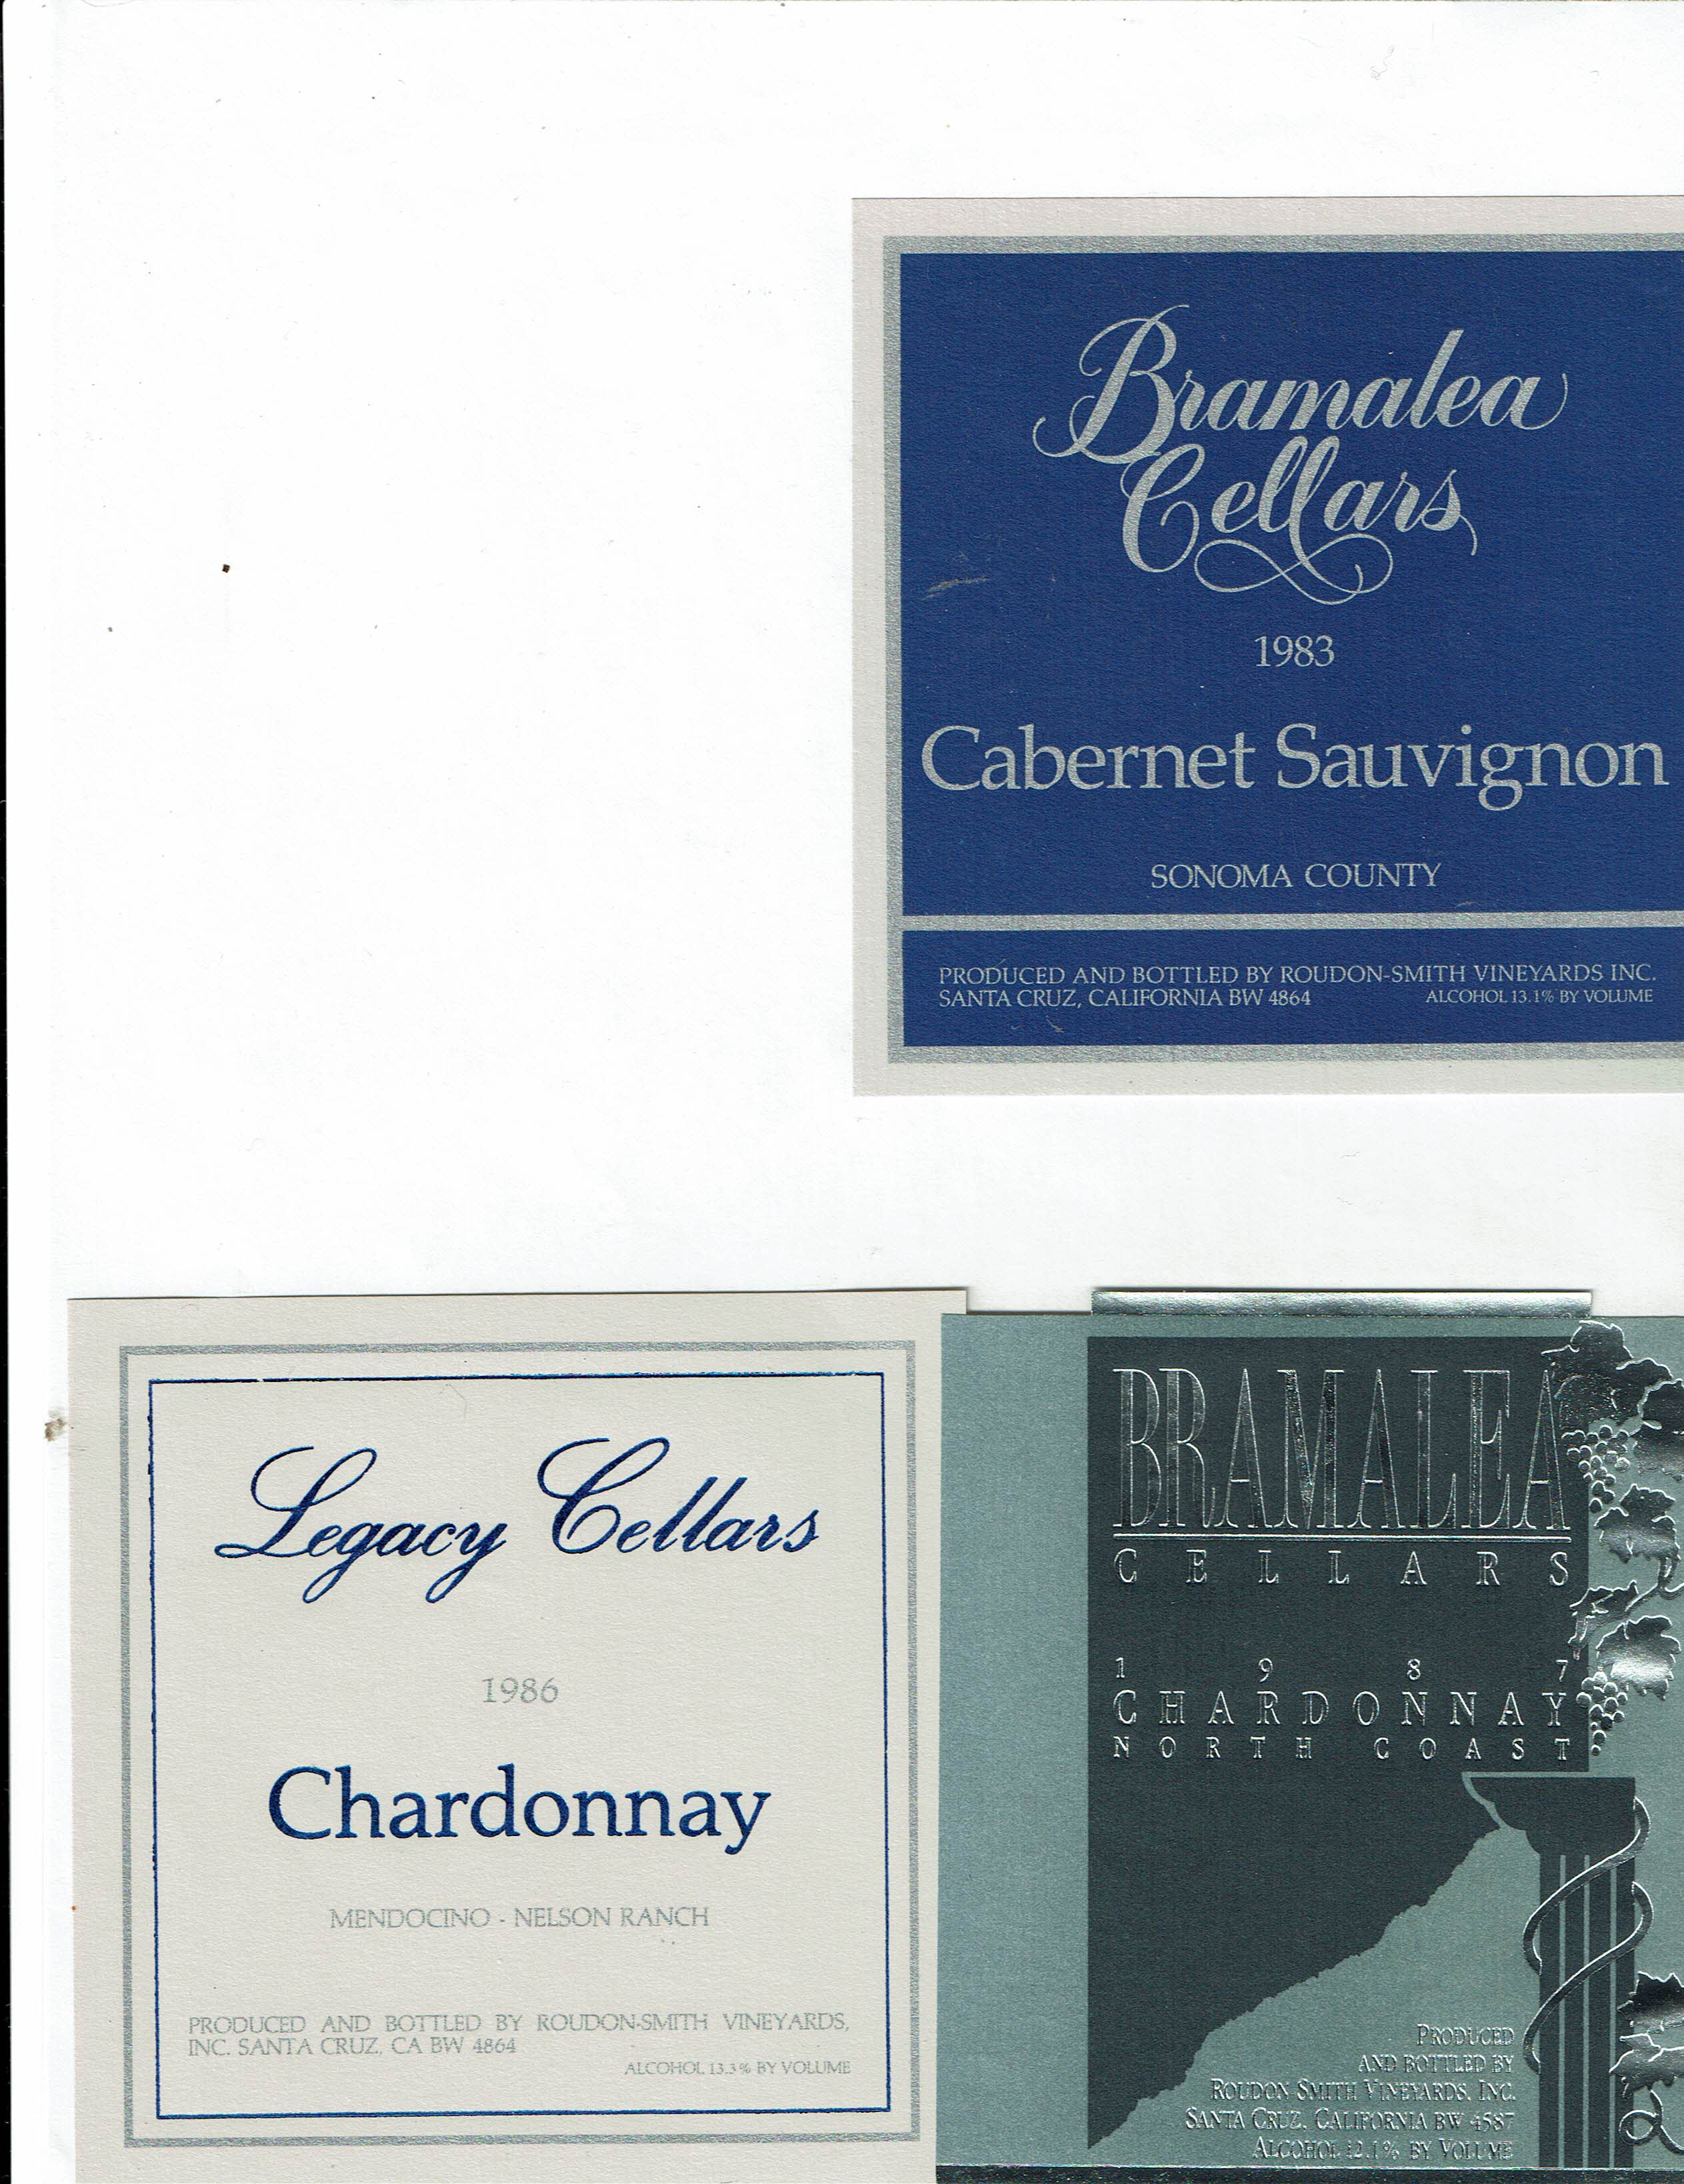 Bramalea
Cellars
1983
Cabernet Sauvignon
SONOMA COUNTY
PRODUCED AND BOTTLED BY ROUDON-SMITH VINEYARDS INC.
SANTA CRUZ, CALIFORNIA BW 4864 ALCOHOL 13.1% BY VOLUME
Legacy Cellars
1986
Chardonnay
MENDOCINO - NELSON RANCH
PRODUCED AND BOTTLED BY ROUDON-SMITH VINEYARDS,
INC. SANTA CRUZ, CA BW 4864
ALCOHOL 13.3% BY VOLUME
BRAMALEA
CELLARS
1987
CHARDONNAY
NORTH COAST
PRODUCED
AND BOTTLED BY
ROUDON SMITH VINEYARDS, INC.
SANTA CRUZ, CALIFORNIA BW 4587
ALCOHOL 12.1% BY VOLUME